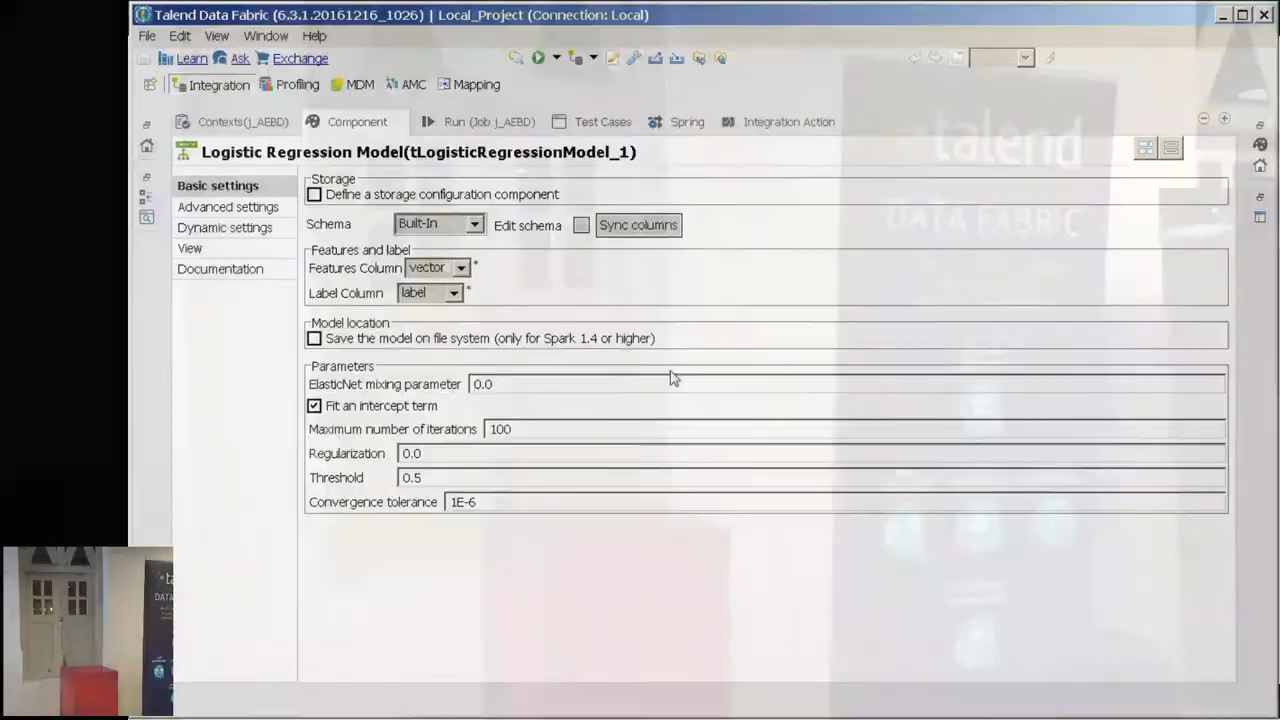 Talend Data Fabric (6.3.1.20161216_1026) | Local_Project (Connection: Local)
File Edit View Window Help
Learn Ask Exchange
Integration Profiling MDM AMC Mapping
Contexts(j_AEBD) Component Run (Job j_AEBD) Test Cases Spring Integration Action
Logistic Regression Model(tLogisticRegressionModel_1)
Basic settings
Advanced settings
Dynamic settings
View
Documentation
Storage
Define a storage configuration component
Schema Built-In Edit schema Sync columns
Features and label
Features Column vector *
Label Column label *
Model location
Save the model on file system (only for Spark 1.4 or higher)
Parameters
ElasticNet mixing parameter 0.0
Fit an intercept term
Maximum number of iterations 100
Regularization 0.0
Threshold 0.5
Convergence tolerance 1E-6
talend
DATA FABRIC